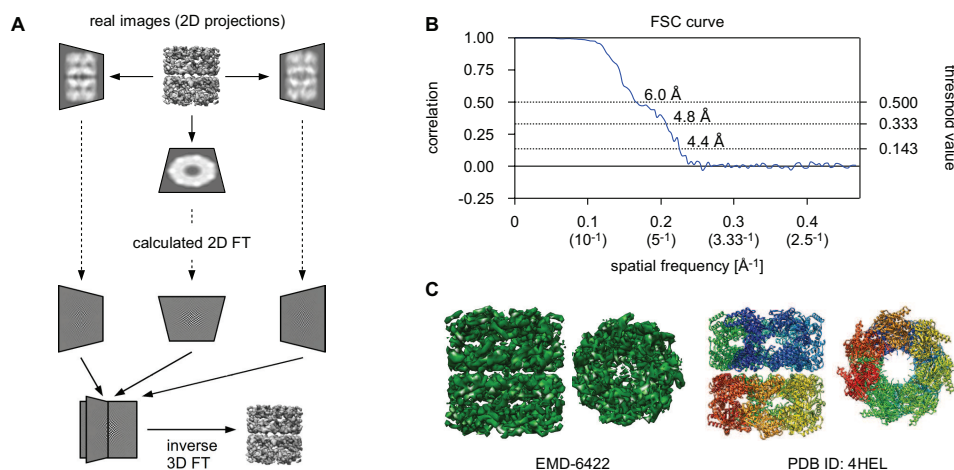 A
real images (2D projections)
calculated 2D FT
inverse
3D FT
B
FSC curve
correlation
1.00
0.75
0.50
0.25
0.00
-0.25
6.0 Å
4.8 Å
4.4 Å
0.500
0.333
0.143
thresnoid value
0
0.1
0.2
0.3
0.4
(10-1)
(5-1)
(3.33-1)
(2.5-1)
spatial frequency [Å-1]
C
EMD-6422
PDB ID: 4HEL